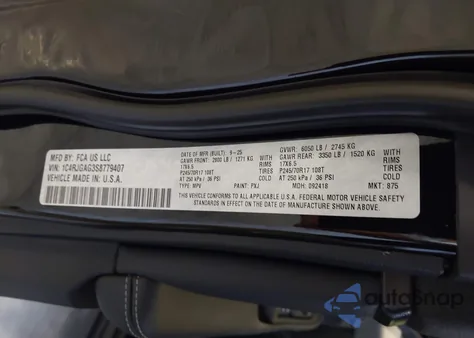 MFD BY: FCA US LLC
VIN: 1C4RJGAG3S8779407
VEHICLE MADE IN: U.S.A.
DATE OF MFR (BUILT): 9-25
GAWR FRONT: 2800 LB / 1271 KG
WITH
RIMS
17X6.5
TIRES
P245/70R17 108T
COLD
AT 250 kPa / 36 PSI
TYPE: MPV
PAINT: PXJ
GVWR: 6050 LB / 2745 KG
GAWR REAR: 3350 LB / 1520 KG
WITH
RIMS
17X6.5
TIRES
P245/70R17 108T
COLD
AT 250 kPa / 36 PSI
MDH: 092418
MKT: 875
THIS VEHICLE CONFORMS TO ALL APPLICABLE U.S.A. FEDERAL MOTOR VEHICLE SAFETY
STANDARDS IN EFFECT ON THE DATE OF MANUFACTURE SHOWN ABOVE
autoSnap